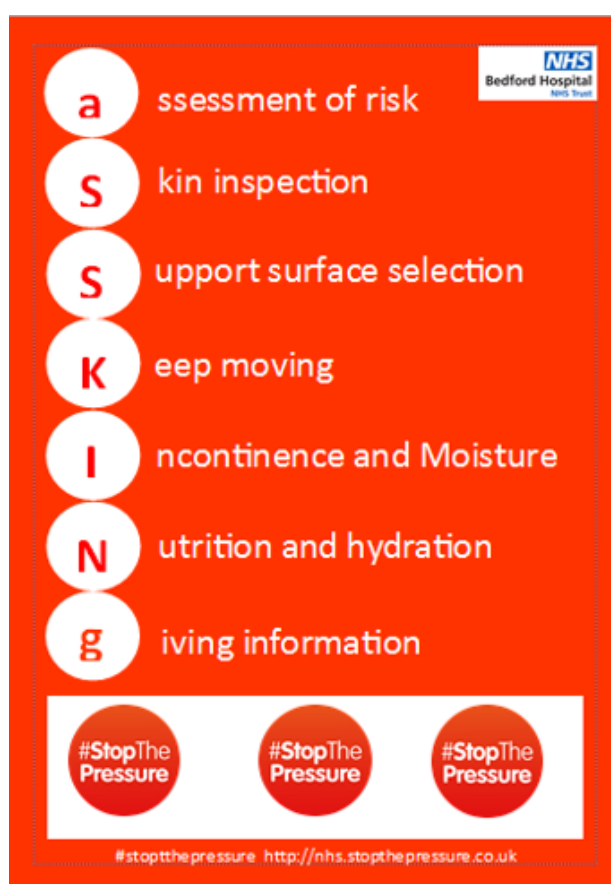 NHS
Bedford Hospital
NHS Trust
a ssessment of risk
S kin inspection
S upport surface selection
K eep moving
I ncontinence and Moisture
N utrition and hydration
g iving information
#StopThe Pressure
#StopThe Pressure
#StopThe Pressure
#stoptthepressure http://nhs.stopthepressure.co.uk